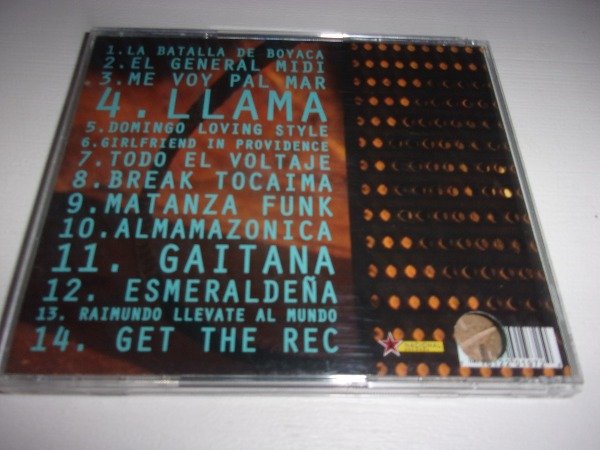 1.LA BATALLA DE BOYACA
2.EL GENERAL MIDI
3.ME VOY PAL MAR
4.LLAMA
5.DOMINGO LOVING STYLE
6.GIRLFRIEND IN PROVIDENCE
7.TODO EL VOLTAJE
8.BREAK TOCAIMA
9.MATANZA FUNK
10.ALMAMAZONICA
11. GAITANA
12. ESMERALDEÑA
13. RAIMUNDO LLEVATE AL MUNDO
14. GET THE REC